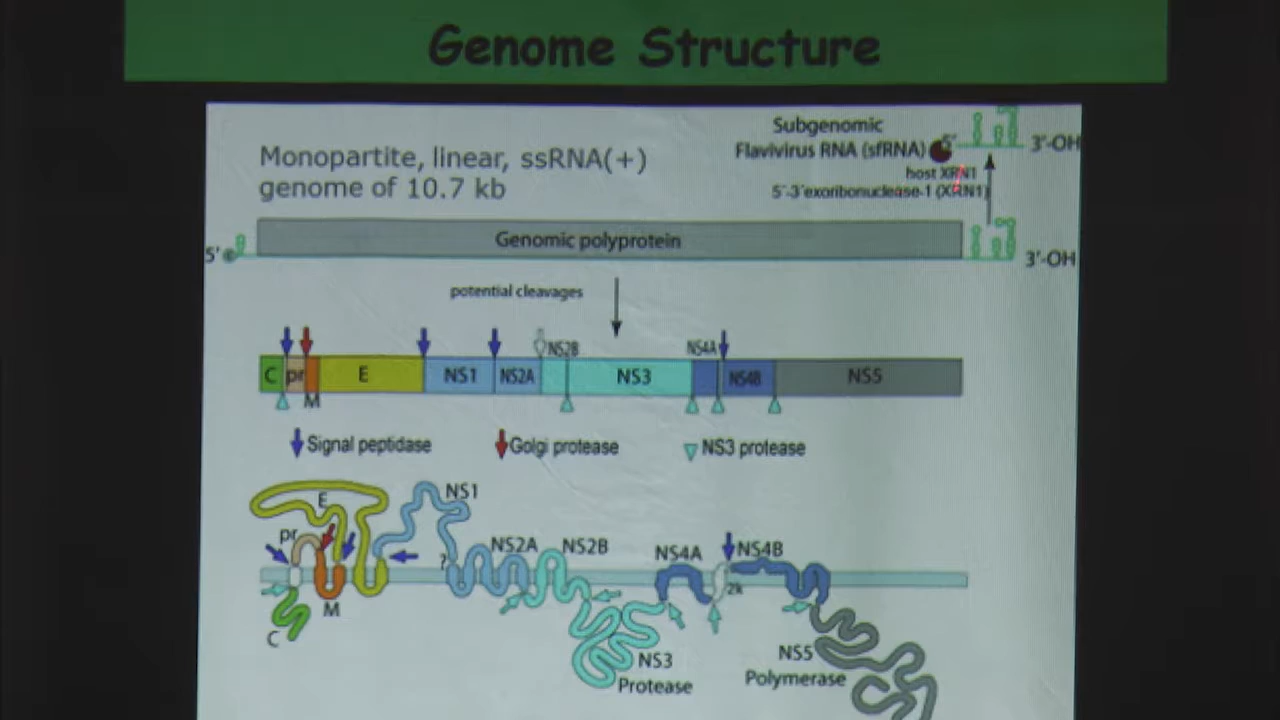 Genome Structure
Monopartite, linear, ssRNA(+)
genome of 10.7 kb
Subgenomic
Flavivirus RNA (sfRNA)
5'
3'-OH
host XRN1
5'-3'exoribonuclease-1 (XRN1)
Genomic polyprotein
5'
3'-OH
potential cleavages
NS2B
NS4A
C
pr
E
NS1
NS2A
NS3
NS4B
NS5
M
Signal peptidase
Golgi protease
NS3 protease
E
NS1
pr
NS2A
NS2B
NS4A
NS4B
?
2k
M
C
NS3
Protease
NS5
Polymerase